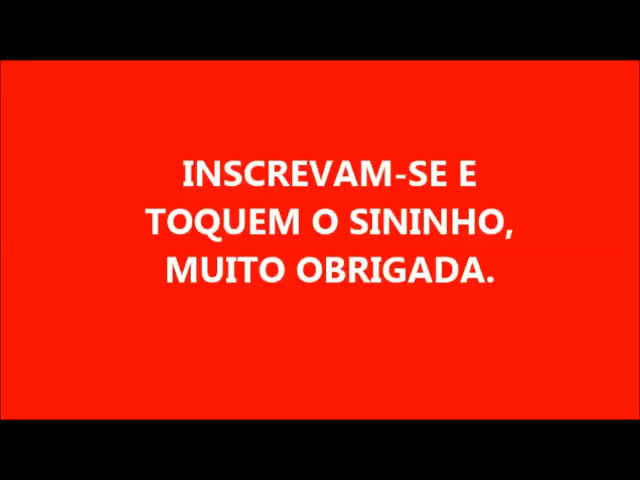 INSCREVAM-SE E
TOQUEM O SININHO,
MUITO OBRIGADA.